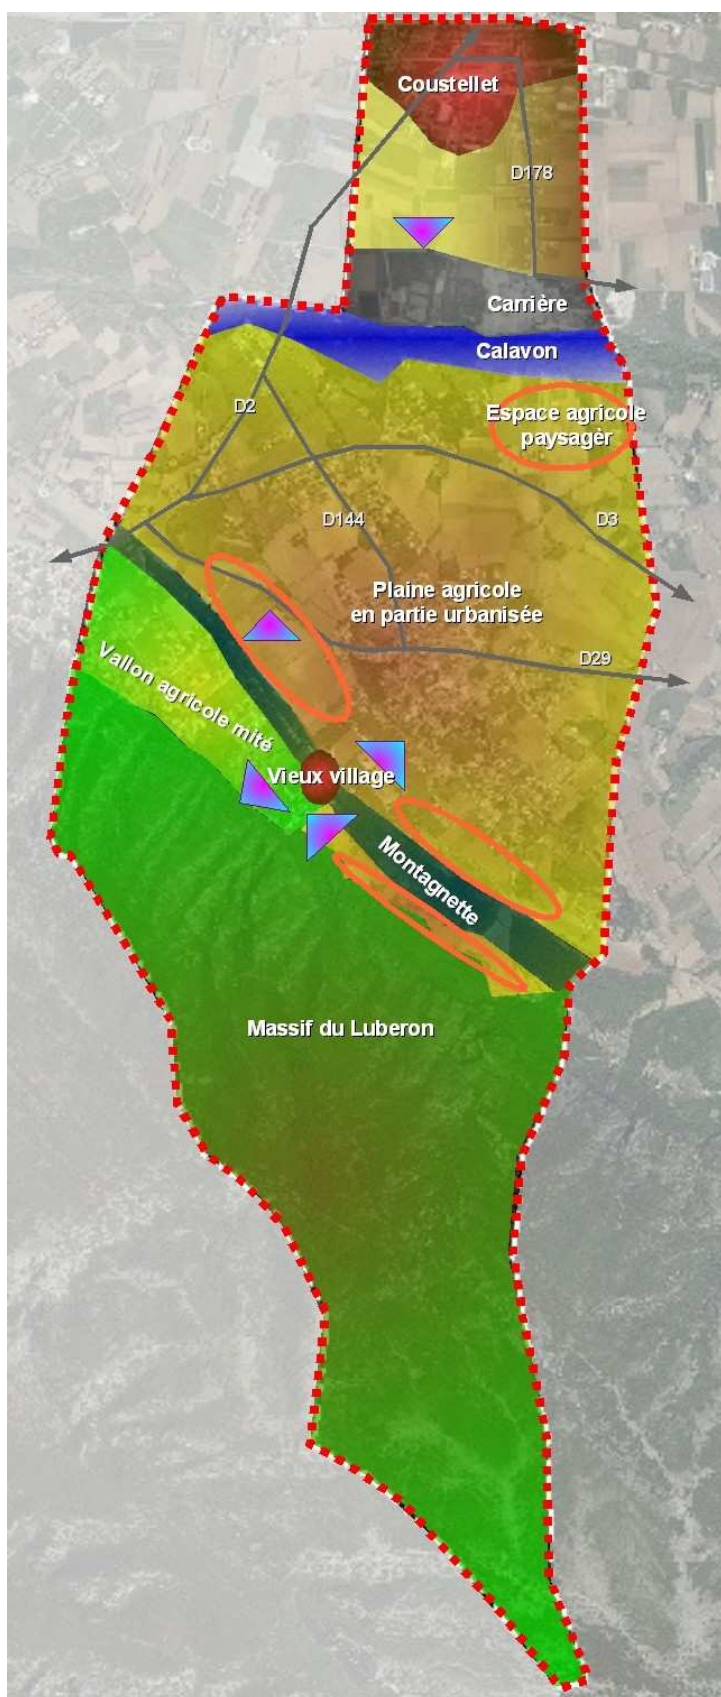 Coustellet
D178
Carrière
Calavon
Espace agricole
paysager
D2
D144
D3
Plaine agricole
en partie urbanisée
D29
Vallon agricole mité
Vieux village
Montagnette
Massif du Luberon